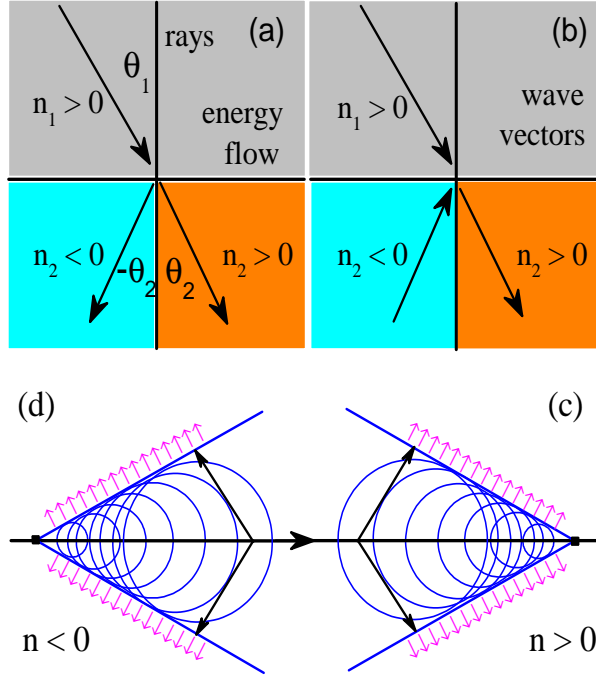 (a)
rays
θ1
n1 > 0
energy
flow
n2 < 0
-θ2
θ2
n2 > 0
(b)
n1 > 0
wave
vectors
n2 < 0
n2 > 0
(d)
(c)
n < 0
n > 0